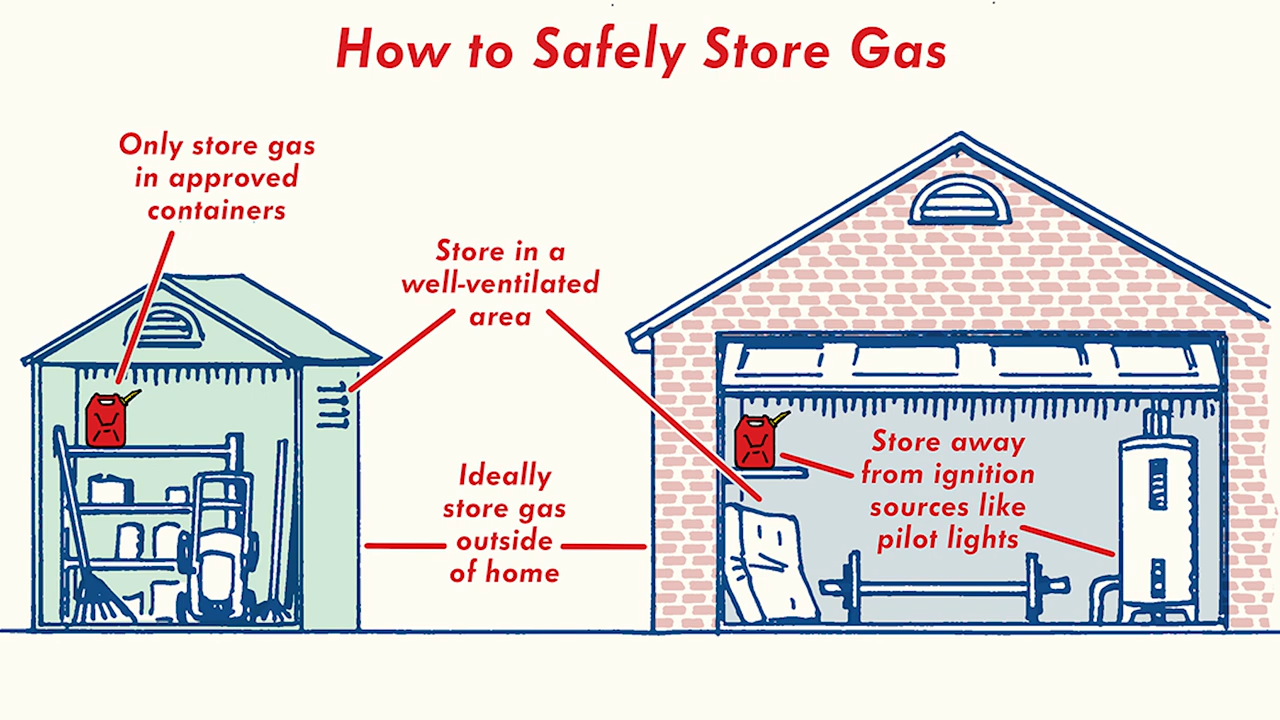 How to Safely Store Gas
Only store gas
in approved
containers
Store in a
well-ventilated
area
Ideally
store gas
outside
of home
Store away
from ignition
sources like
pilot lights